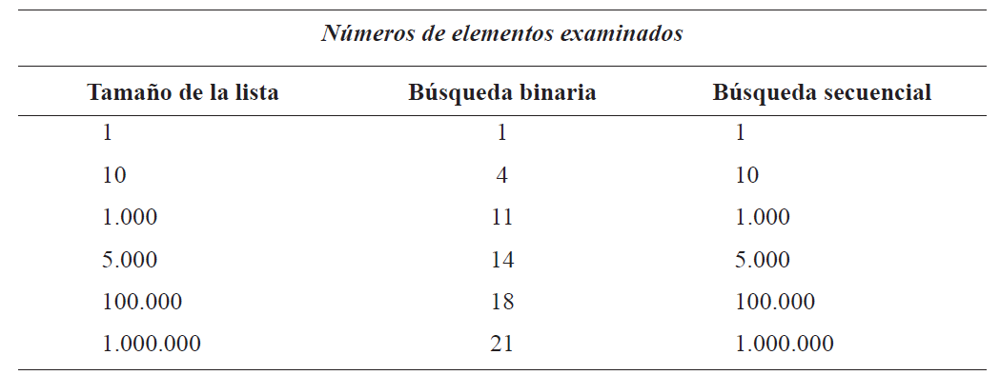 Números de elementos examinados
Tamaño de la lista Búsqueda binaria Búsqueda secuencial
1 1 1
10 4 10
1.000 11 1.000
5.000 14 5.000
100.000 18 100.000
1.000.000 21 1.000.000